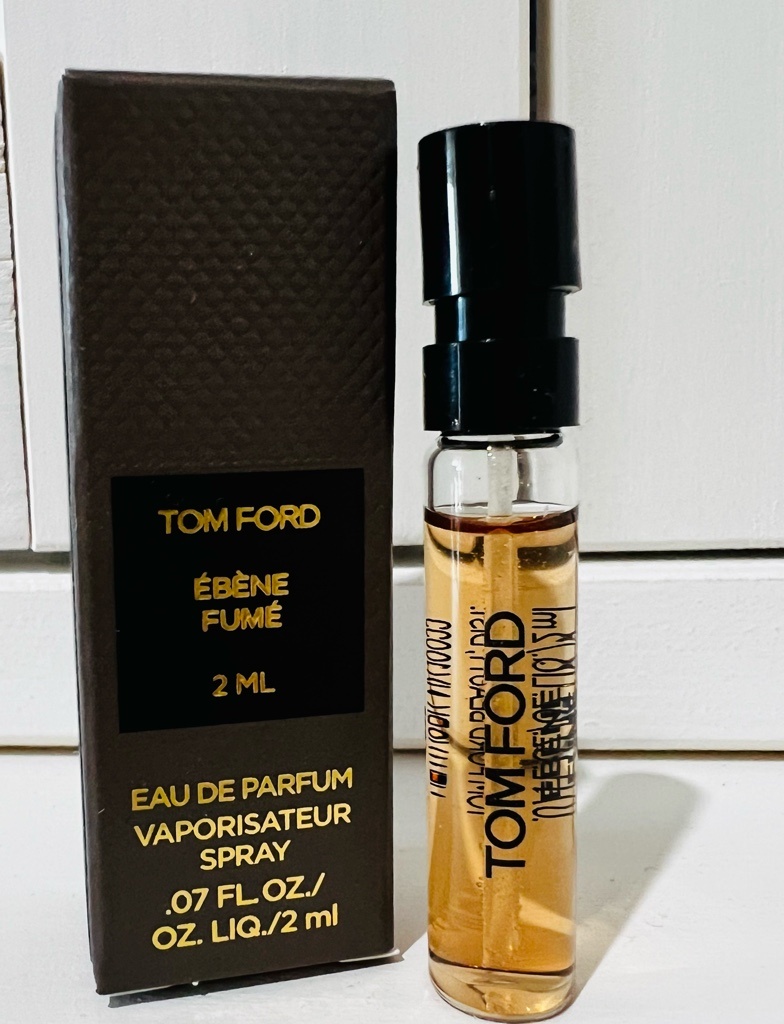 TOM FORD
ÉBÈNE
FUMÉ
2 ML
EAU DE PARFUM
VAPORISATEUR
SPRAY
.07 FL. OZ./
OZ. LIQ./2 ml
TOM FORD